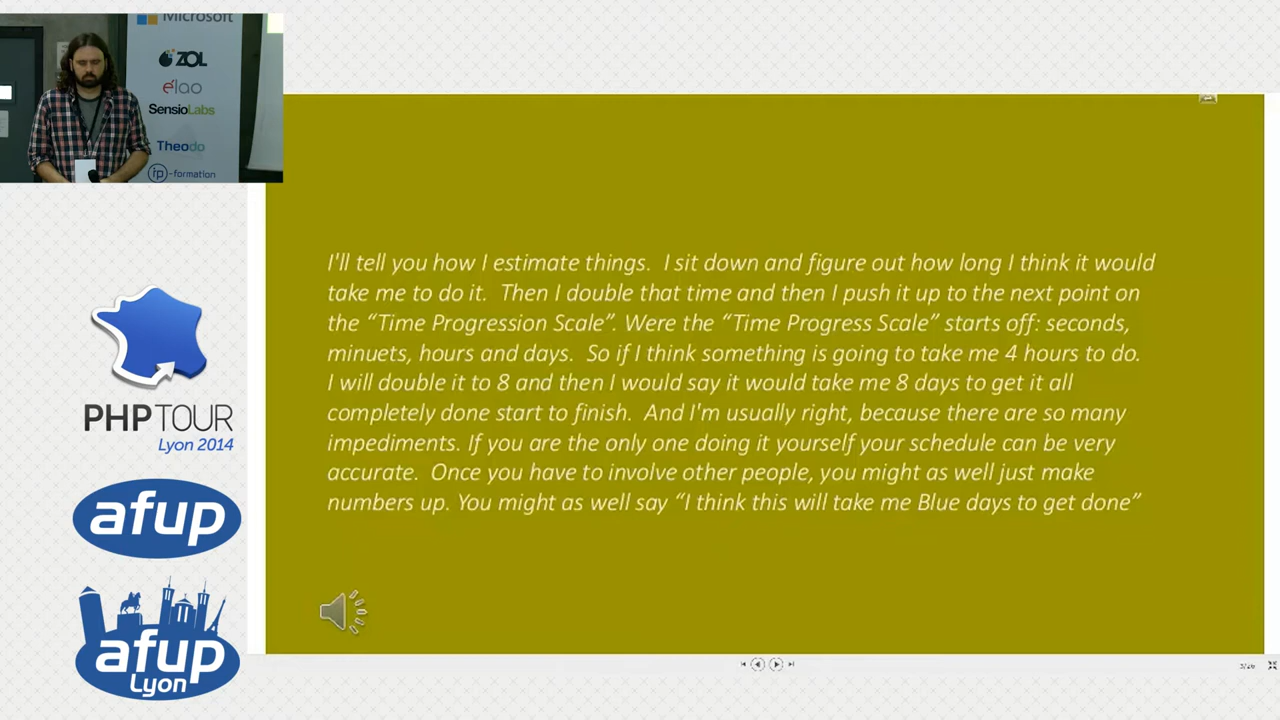 Microsoft
ZOL
élao
SensioLabs
Theodo
ip-formation
I'll tell you how I estimate things.  I sit down and figure out how long I think it would
take me to do it.  Then I double that time and then I push it up to the next point on
the “Time Progression Scale”. Were the “Time Progress Scale” starts off: seconds,
minuets, hours and days.  So if I think something is going to take me 4 hours to do.
I will double it to 8 and then I would say it would take me 8 days to get it all
completely done start to finish.  And I'm usually right, because there are so many
impediments. If you are the only one doing it yourself your schedule can be very
accurate.  Once you have to involve other people, you might as well just make
numbers up. You might as well say “I think this will take me Blue days to get done”
PHPTOUR
Lyon 2014
afup
afup
Lyon